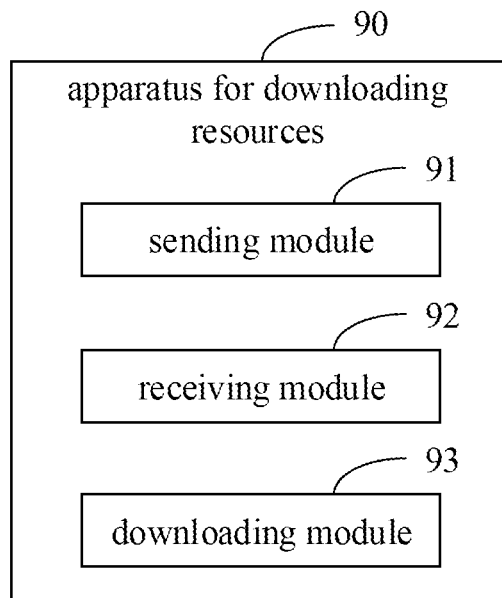 90
apparatus for downloading
resources
91
sending module
92
receiving module
93
downloading module